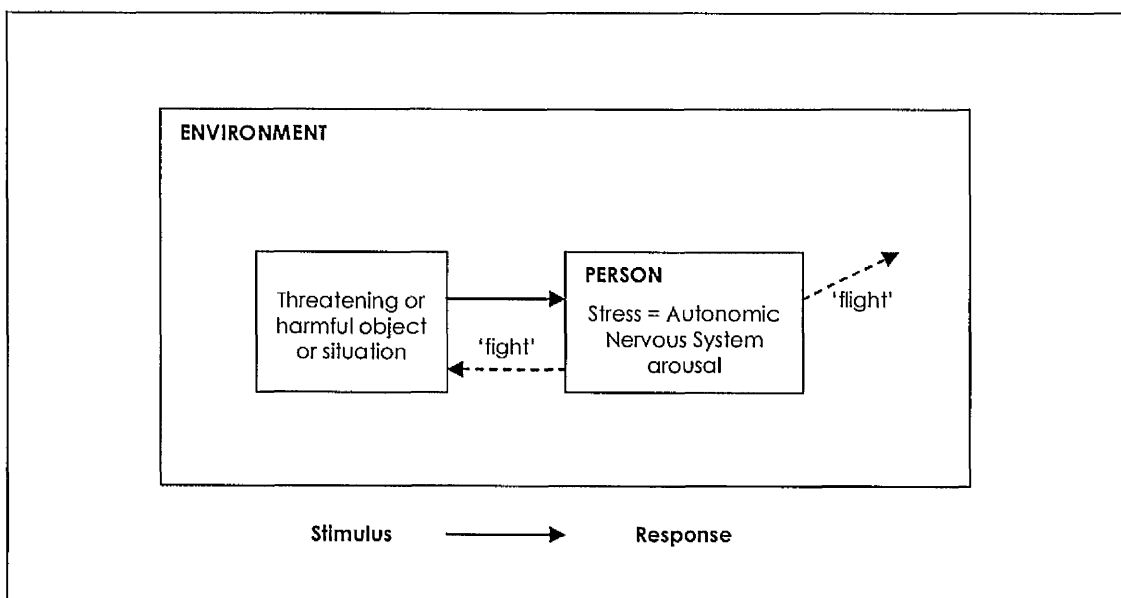 ENVIRONMENT
Threatening or
harmful object
or situation
'fight'
PERSON
Stress = Autonomic
Nervous System
arousal
'flight'
Stimulus
Response